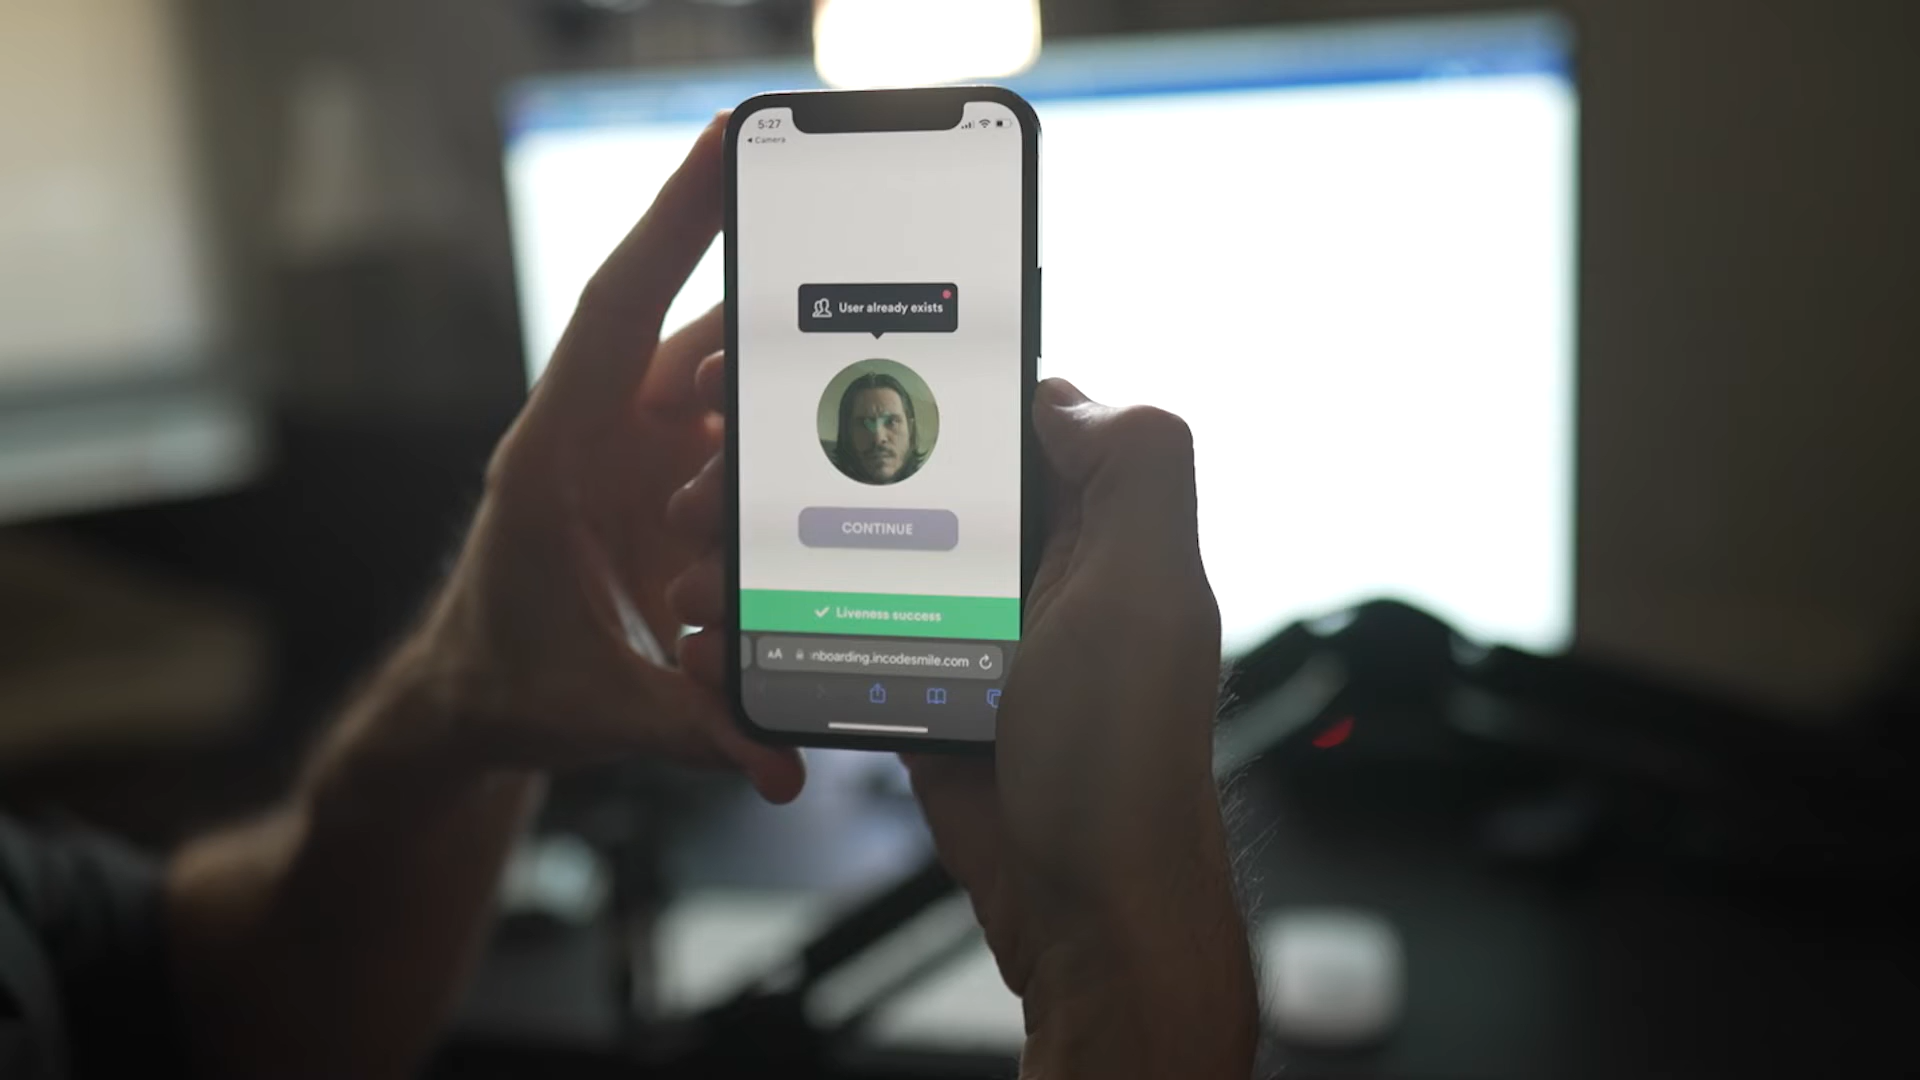 5:27
◀ Camera
User already exists
CONTINUE
✓ Liveness success
AA nboarding.incodesmile.com